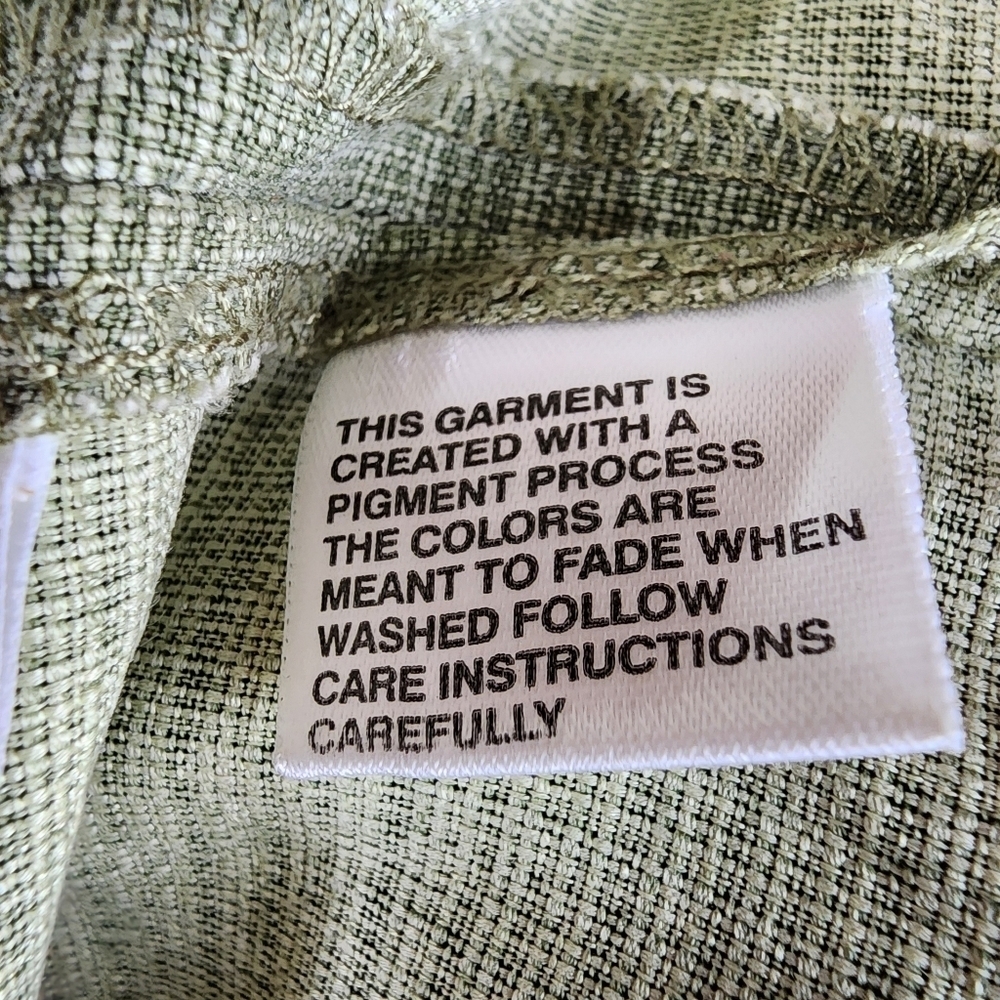 THIS GARMENT IS
CREATED WITH A
PIGMENT PROCESS
THE COLORS ARE
MEANT TO FADE WHEN
WASHED FOLLOW
CARE INSTRUCTIONS
CAREFULLY